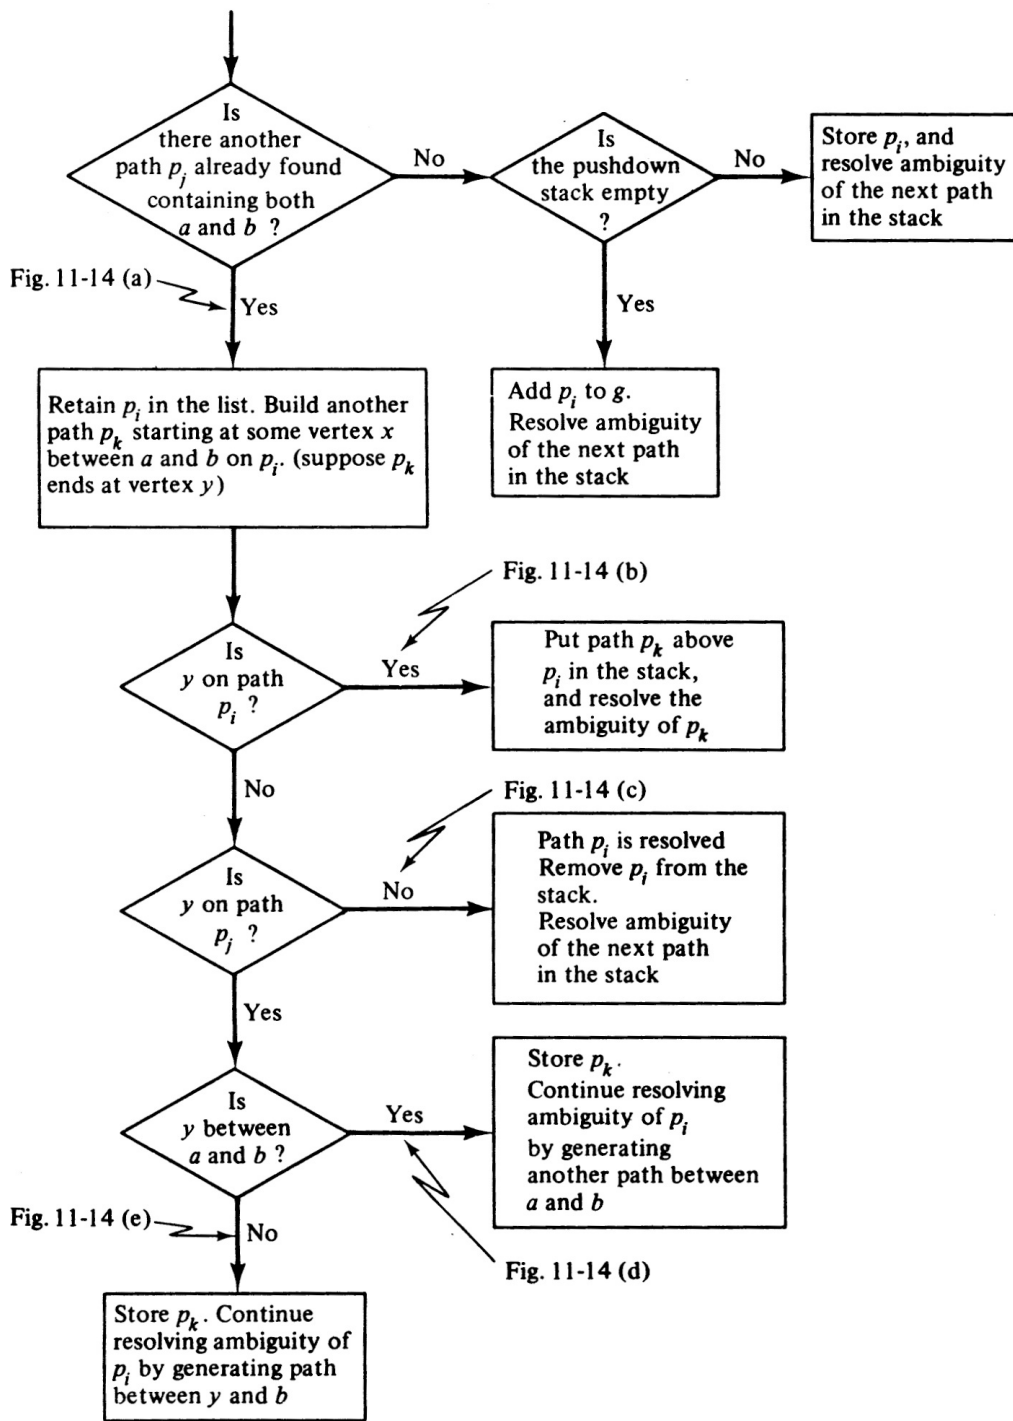 Is
there another
path p_j already found
containing both
a and b ?
No
Is
the pushdown
stack empty
?
No
Store p_i, and
resolve ambiguity
of the next path
in the stack
Fig. 11-14 (a)
Yes
Yes
Retain p_i in the list. Build another
path p_k starting at some vertex x
between a and b on p_i. (suppose p_k
ends at vertex y)
Add p_i to g.
Resolve ambiguity
of the next path
in the stack
Fig. 11-14 (b)
Is
y on path
p_i ?
Yes
Put path p_k above
p_i in the stack,
and resolve the
ambiguity of p_k
No
Fig. 11-14 (c)
Is
y on path
p_j ?
No
Path p_i is resolved
Remove p_i from the
stack.
Resolve ambiguity
of the next path
in the stack
Yes
Is
y between
a and b ?
Yes
Store p_k.
Continue resolving
ambiguity of p_i
by generating
another path between
a and b
Fig. 11-14 (e)
No
Fig. 11-14 (d)
Store p_k. Continue
resolving ambiguity of
p_i by generating path
between y and b